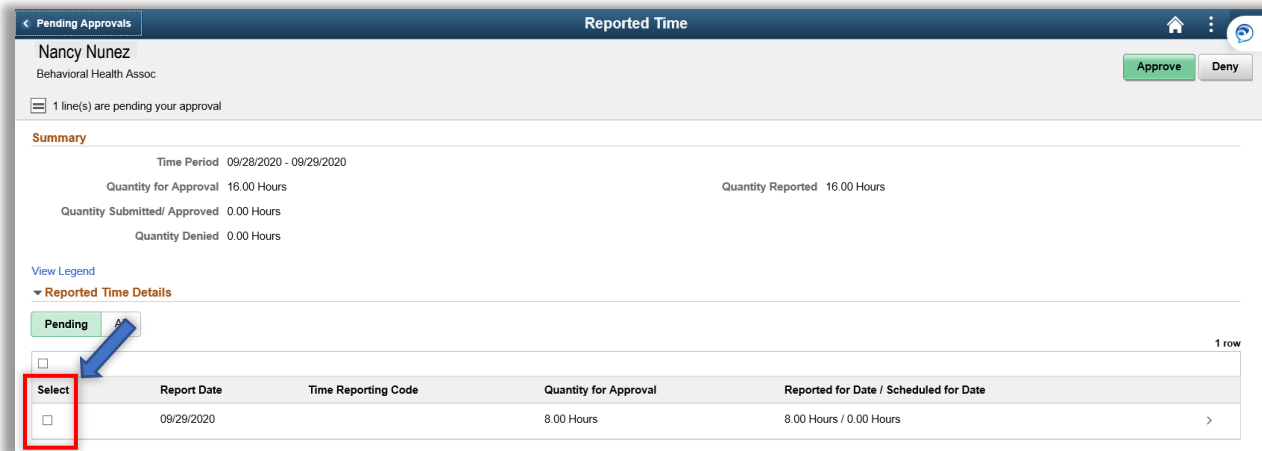 Pending Approvals
Reported Time
Nancy Nunez
Behavioral Health Assoc
Approve Deny
1 line(s) are pending your approval
Summary
Time Period 09/28/2020 - 09/29/2020
Quantity for Approval 16.00 Hours Quantity Reported 16.00 Hours
Quantity Submitted/ Approved 0.00 Hours
Quantity Denied 0.00 Hours
View Legend
Reported Time Details
Pending
1 row
Select Report Date Time Reporting Code Quantity for Approval Reported for Date / Scheduled for Date
09/29/2020 8.00 Hours 8.00 Hours / 0.00 Hours